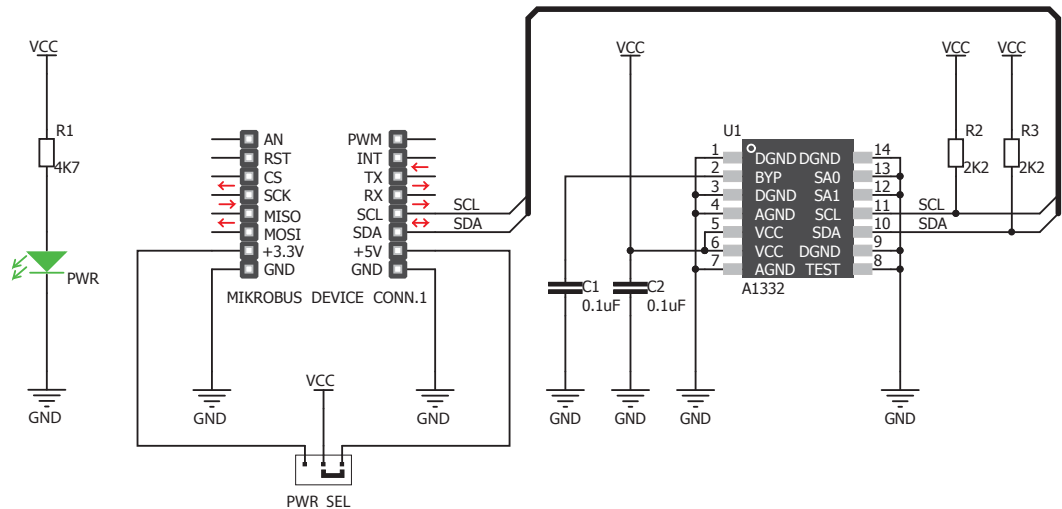 VCC
R1
4K7
PWR
GND
AN
RST
CS
SCK
MISO
MOSI
+3.3V
GND
PWM
INT
TX
RX
SCL
SDA
+5V
GND
SCL
SDA
MIKROBUS DEVICE CONN.1
GND
GND
VCC
PWR SEL
VCC
C1
0.1uF
C2
0.1uF
GND
GND
GND
GND
U1
1
2
3
4
5
6
7
DGND DGND
BYP SA0
DGND SA1
AGND SCL
VCC SDA
VCC DGND
AGND TEST
14
13
12
11
10
9
8
A1332
SCL
SDA
VCC
VCC
R2
2K2
R3
2K2